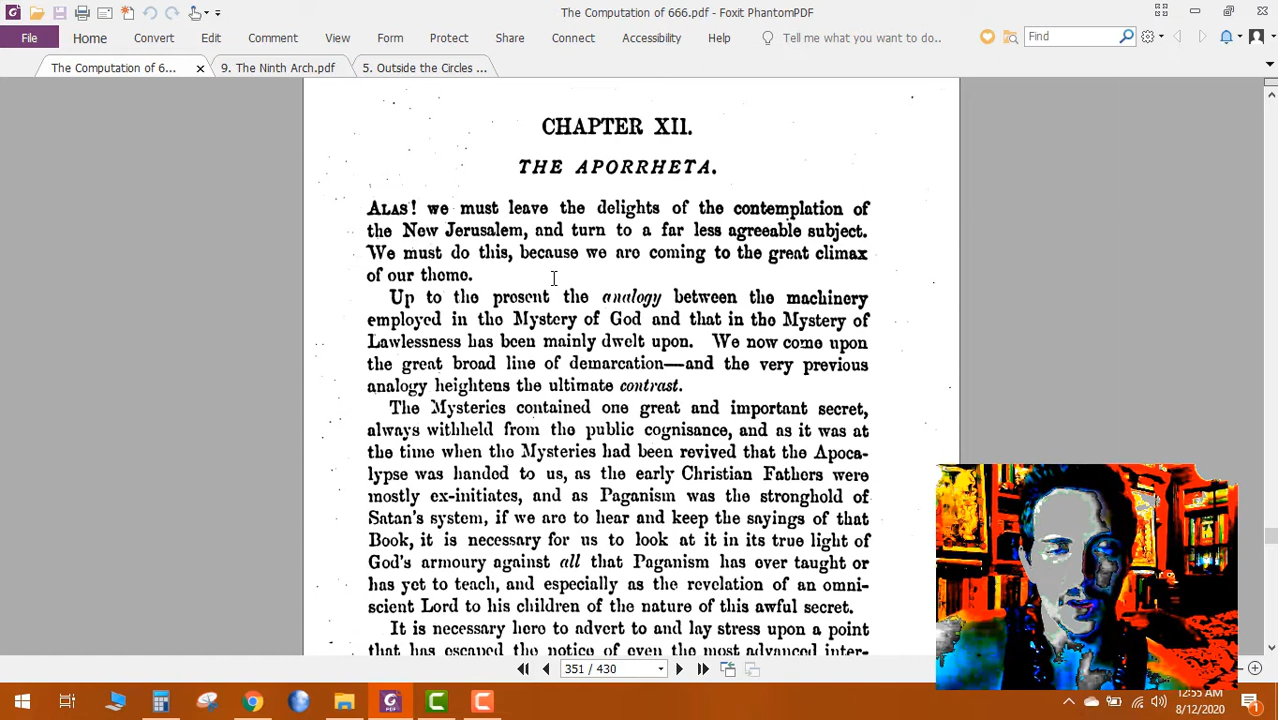 The Computation of 666.pdf - Foxit PhantomPDF
File Home Convert Edit Comment View Form Protect Share Connect Accessibility Help Tell me what you want to do.. Find
The Computation of 6... 9. The Ninth Arch.pdf 5. Outside the Circles ...
CHAPTER XII.
THE APORRHETA.
ALAS! we must leave the delights of the contemplation of
the New Jerusalem, and turn to a far less agreeable subject.
We must do this, because we are coming to the great climax
of our theme.
Up to the present the analogy between the machinery
employed in the Mystery of God and that in the Mystery of
Lawlessness has been mainly dwelt upon. We now come upon
the great broad line of demarcation—and the very previous
analogy heightens the ultimate contrast.
The Mysteries contained one great and important secret,
always withheld from the public cognisance, and as it was at
the time when the Mysteries had been revived that the Apoca-
lypse was handed to us, as the early Christian Fathers were
mostly ex-initiates, and as Paganism was the stronghold of
Satan's system, if we are to hear and keep the sayings of that
Book, it is necessary for us to look at it in its true light of
God's armoury against all that Paganism has ever taught or
has yet to teach, and especially as the revelation of an omni-
scient Lord to his children of the nature of this awful secret.
It is necessary here to advert to and lay stress upon a point
that has escaped the notice of even the most advanced inter-
351 / 430
12:55 AM
8/12/2020